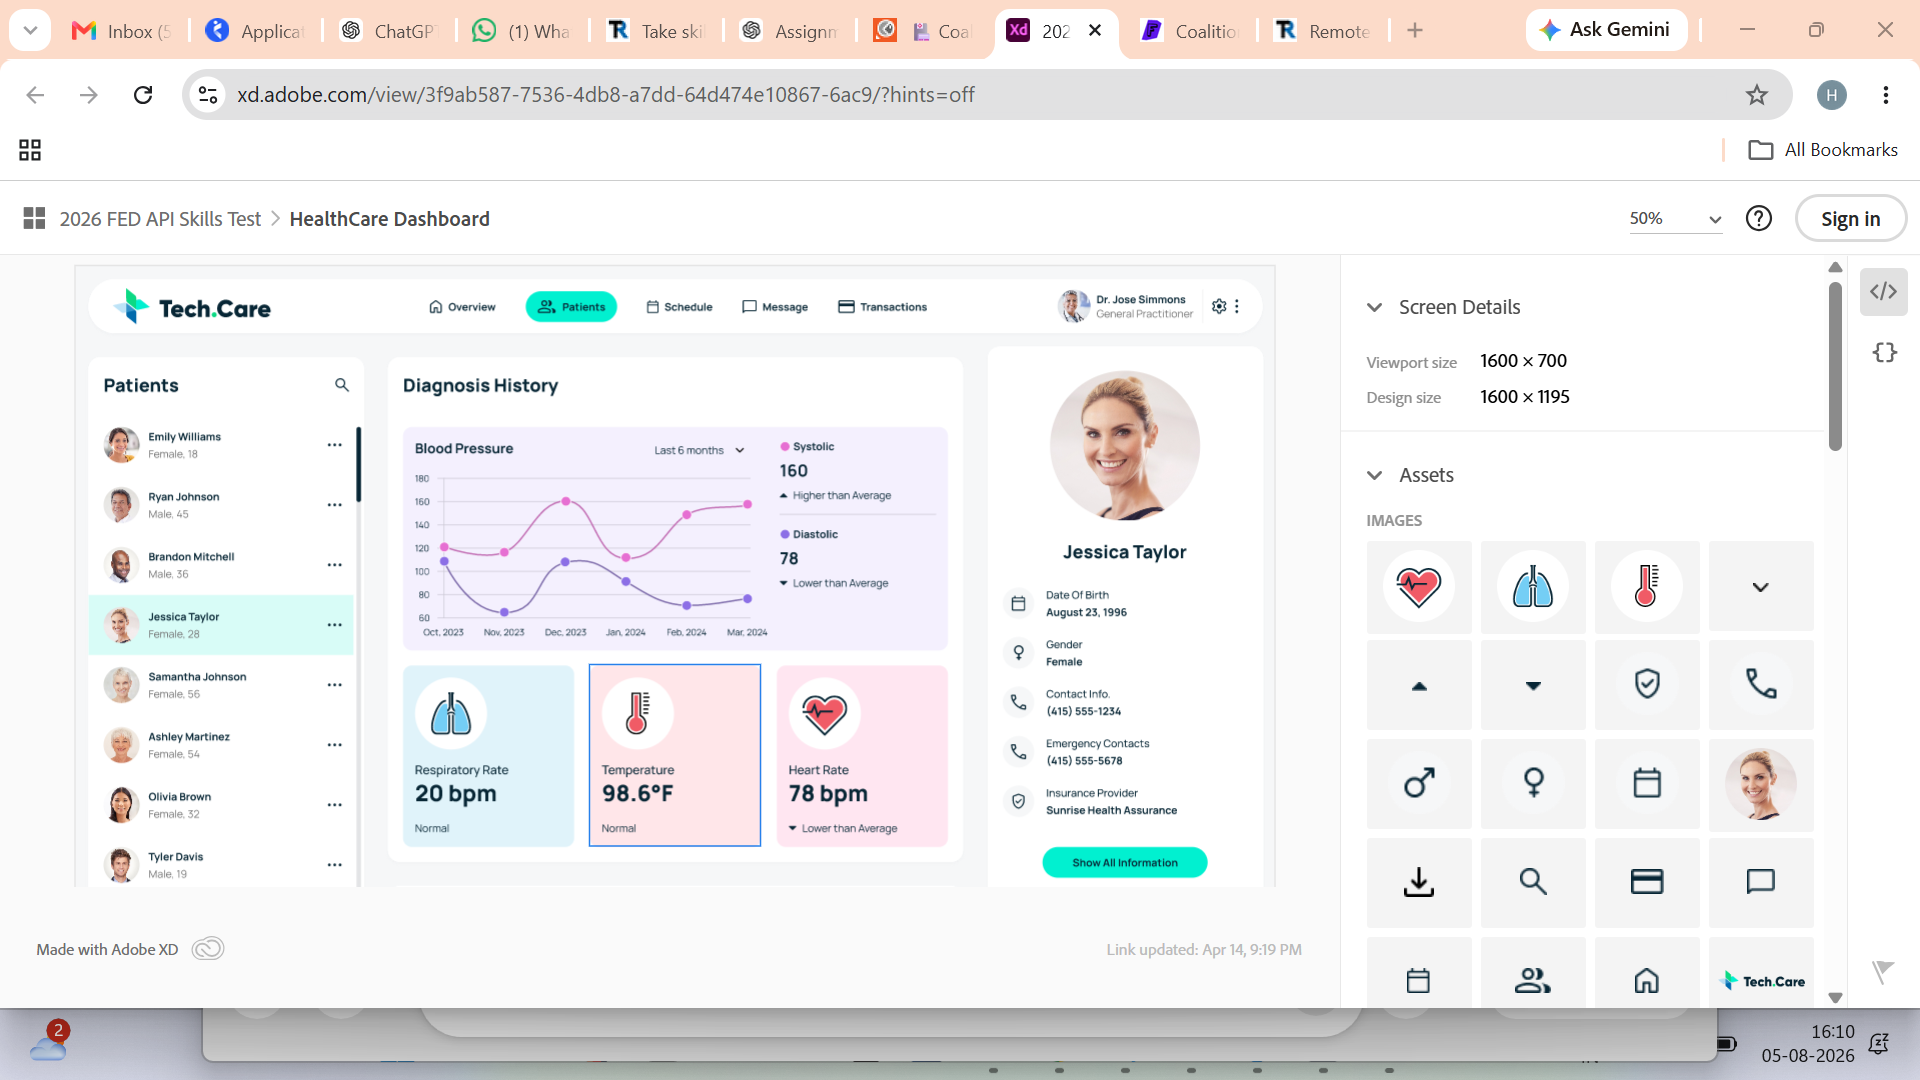 Inbox (5
Applicat
ChatGP
(1) Wha
Take ski
Assignm
Coal
Xd
202
Coalitio
Remote
Ask Gemini
xd.adobe.com/view/3f9ab587-7536-4db8-a7dd-64d474e10867-6ac9/?hints=off
H
All Bookmarks
2026 FED API Skills Test
HealthCare Dashboard
50%
Sign in
Tech.Care
Overview
Patients
Schedule
Message
Transactions
Dr. Jose Simmons
General Practitioner
Patients
Emily Williams
Female, 18
Ryan Johnson
Male, 45
Brandon Mitchell
Male, 36
Jessica Taylor
Female, 28
Samantha Johnson
Female, 56
Ashley Martinez
Female, 54
Olivia Brown
Female, 32
Tyler Davis
Male, 19
Diagnosis History
Blood Pressure
Last 6 months
180
160
140
120
100
80
60
Oct, 2023
Nov, 2023
Dec, 2023
Jan, 2024
Feb, 2024
Mar, 2024
Systolic
160
Higher than Average
Diastolic
78
Lower than Average
Respiratory Rate
20 bpm
Normal
Temperature
98.6°F
Normal
Heart Rate
78 bpm
Lower than Average
Jessica Taylor
Date Of Birth
August 23, 1996
Gender
Female
Contact Info.
(415) 555-1234
Emergency Contacts
(415) 555-5678
Insurance Provider
Sunrise Health Assurance
Show All Information
Screen Details
Viewport size
1600 × 700
Design size
1600 × 1195
Assets
IMAGES
Tech.Care
Made with Adobe XD
Link updated: Apr 14, 9:19 PM
2
16:10
05-08-2026